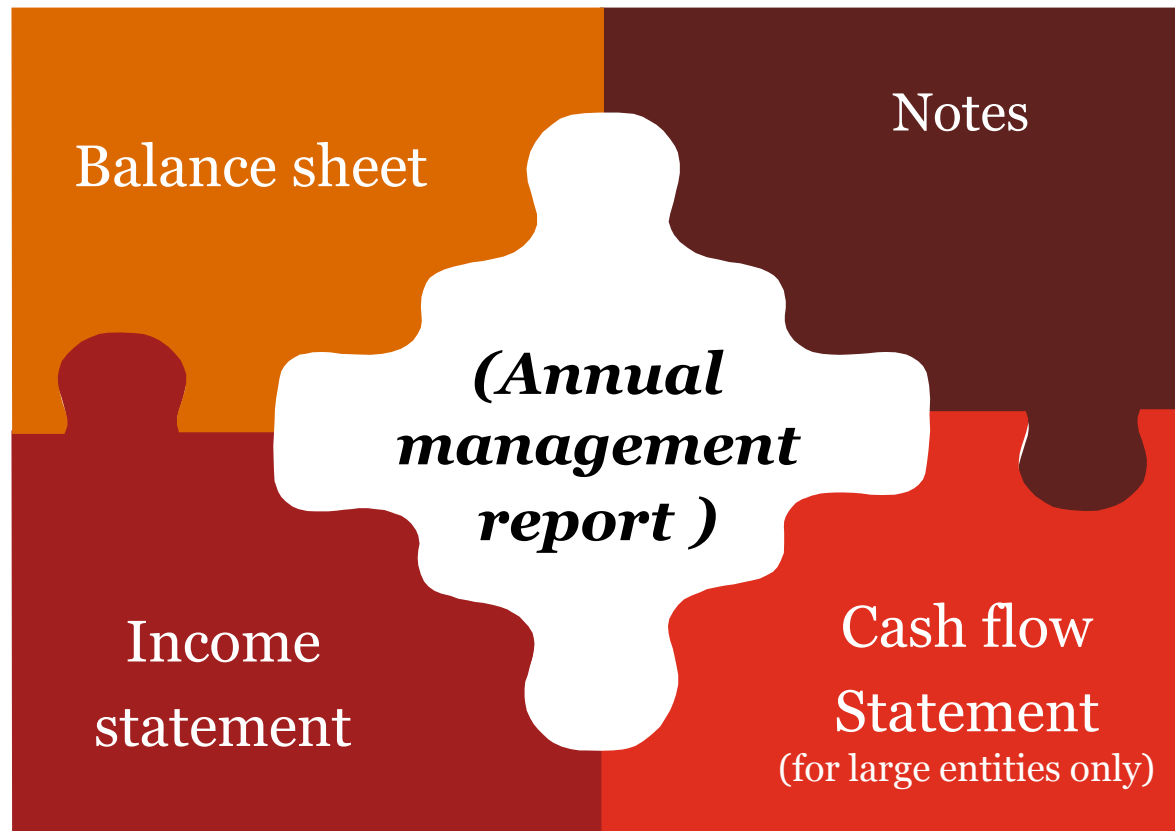 Balance sheet
Notes
(Annual
management
report )
Income
statement
Cash flow
Statement
(for large entities only)